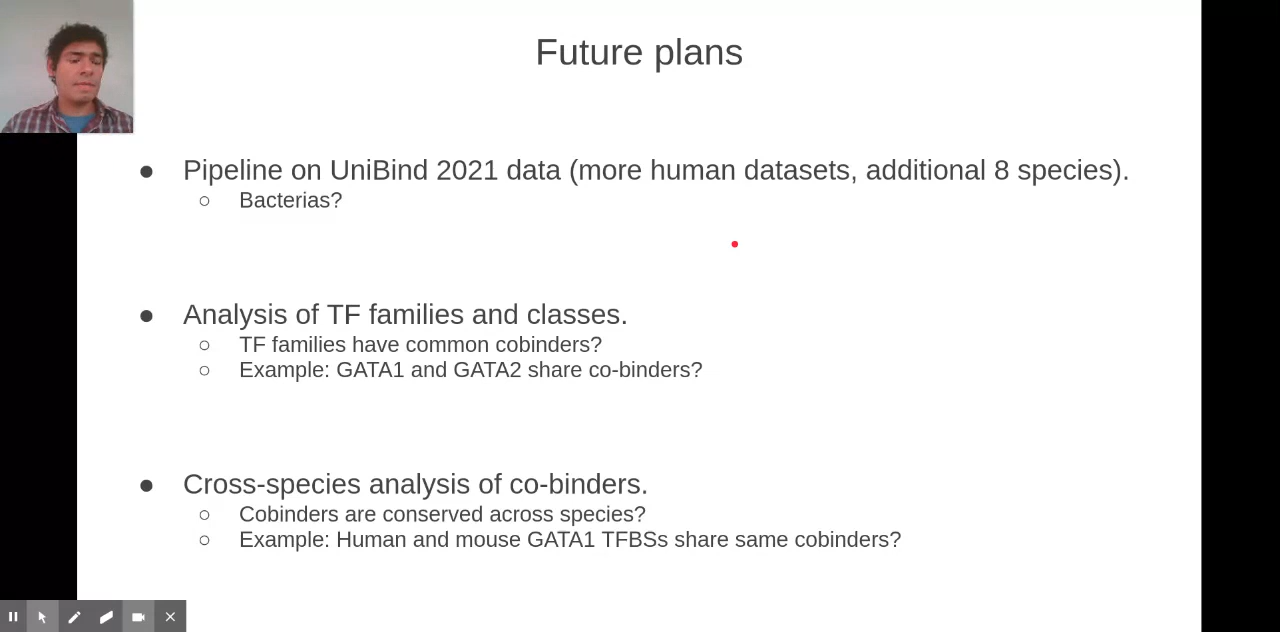 Future plans
● Pipeline on UniBind 2021 data (more human datasets, additional 8 species).
○ Bacterias?
● Analysis of TF families and classes.
○ TF families have common cobinders?
○ Example: GATA1 and GATA2 share co-binders?
● Cross-species analysis of co-binders.
○ Cobinders are conserved across species?
○ Example: Human and mouse GATA1 TFBSs share same cobinders?